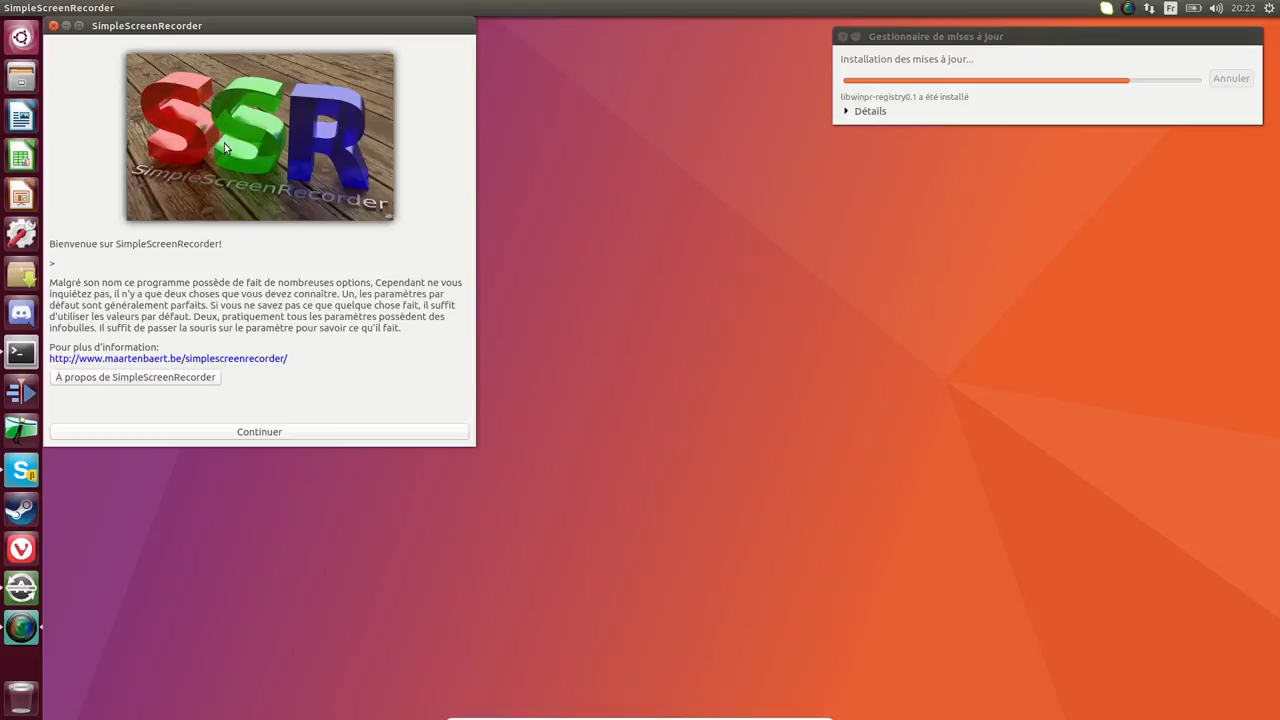 SimpleScreenRecorder
Fr
20:22
SimpleScreenRecorder
SSR
SimpleScreenRecorder
Bienvenue sur SimpleScreenRecorder!
>
Malgré son nom ce programme possède de fait de nombreuses options, Cependant ne vous
inquiétez pas, il n'y a que deux choses que vous devez connaître. Un, les paramètres par
défaut sont généralement parfaits. Si vous ne savez pas ce que quelque chose fait, il suffit
d'utiliser les valeurs par défaut. Deux, pratiquement tous les paramètres possèdent des
infobulles. Il suffit de passer la souris sur le paramètre pour savoir ce qu'il fait.
Pour plus d'information:
http://www.maartenbaert.be/simplescreenrecorder/
À propos de SimpleScreenRecorder
Continuer
Gestionnaire de mises à jour
Installation des mises à jour...
Annuler
libwinpr-registry0.1 a été installé
Détails